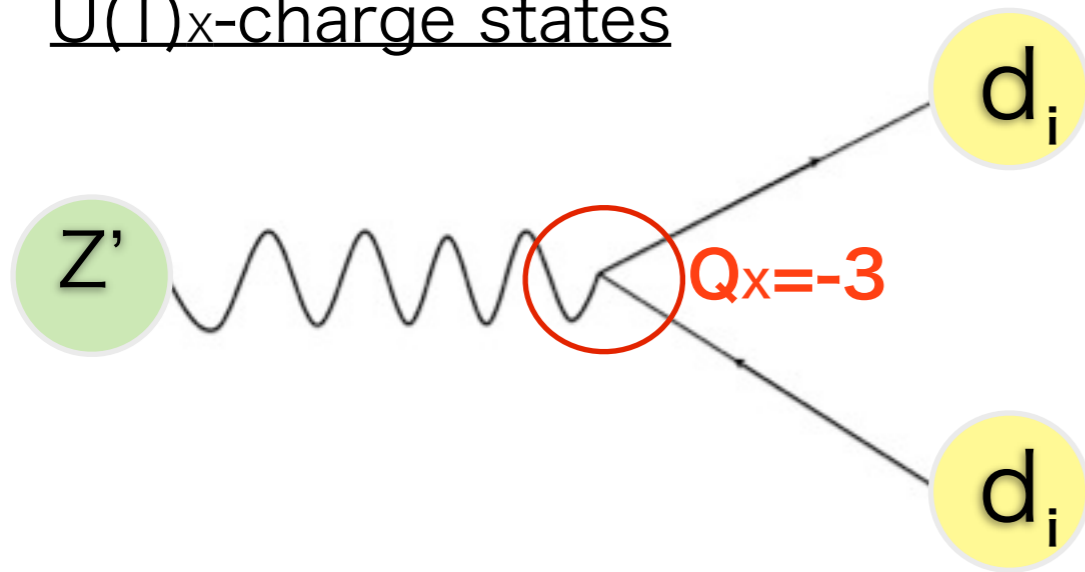 U(1)x-charge states
di
Z’
Qx=-3
di